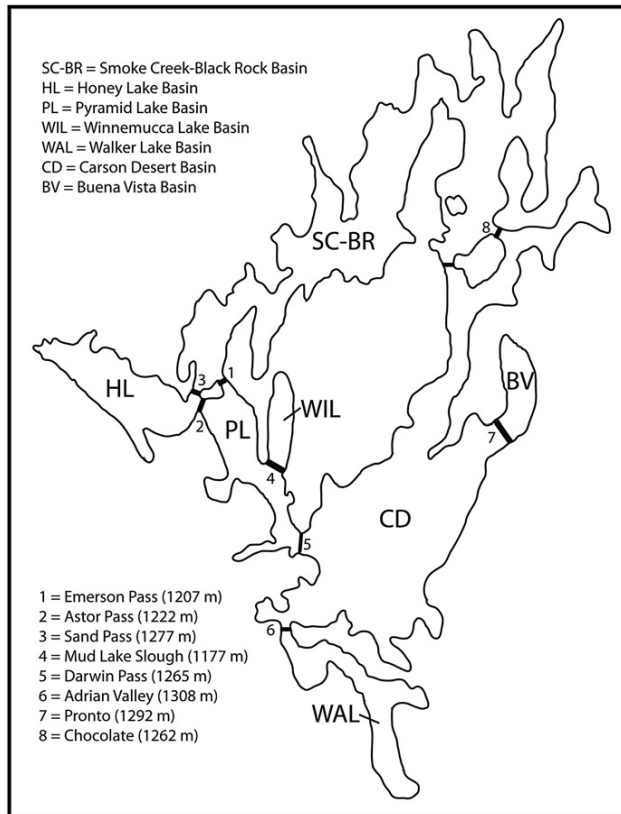 SC-BR = Smoke Creek-Black Rock Basin
HL = Honey Lake Basin
PL = Pyramid Lake Basin
WIL = Winnemucca Lake Basin
WAL = Walker Lake Basin
CD = Carson Desert Basin
BV = Buena Vista Basin
8
SC-BR
HL
3
1
2
PL
WIL
BV
7
4
CD
5
6
WAL
1 = Emerson Pass (1207 m)
2 = Astor Pass (1222 m)
3 = Sand Pass (1277 m)
4 = Mud Lake Slough (1177 m)
5 = Darwin Pass (1265 m)
6 = Adrian Valley (1308 m)
7 = Pronto (1292 m)
8 = Chocolate (1262 m)